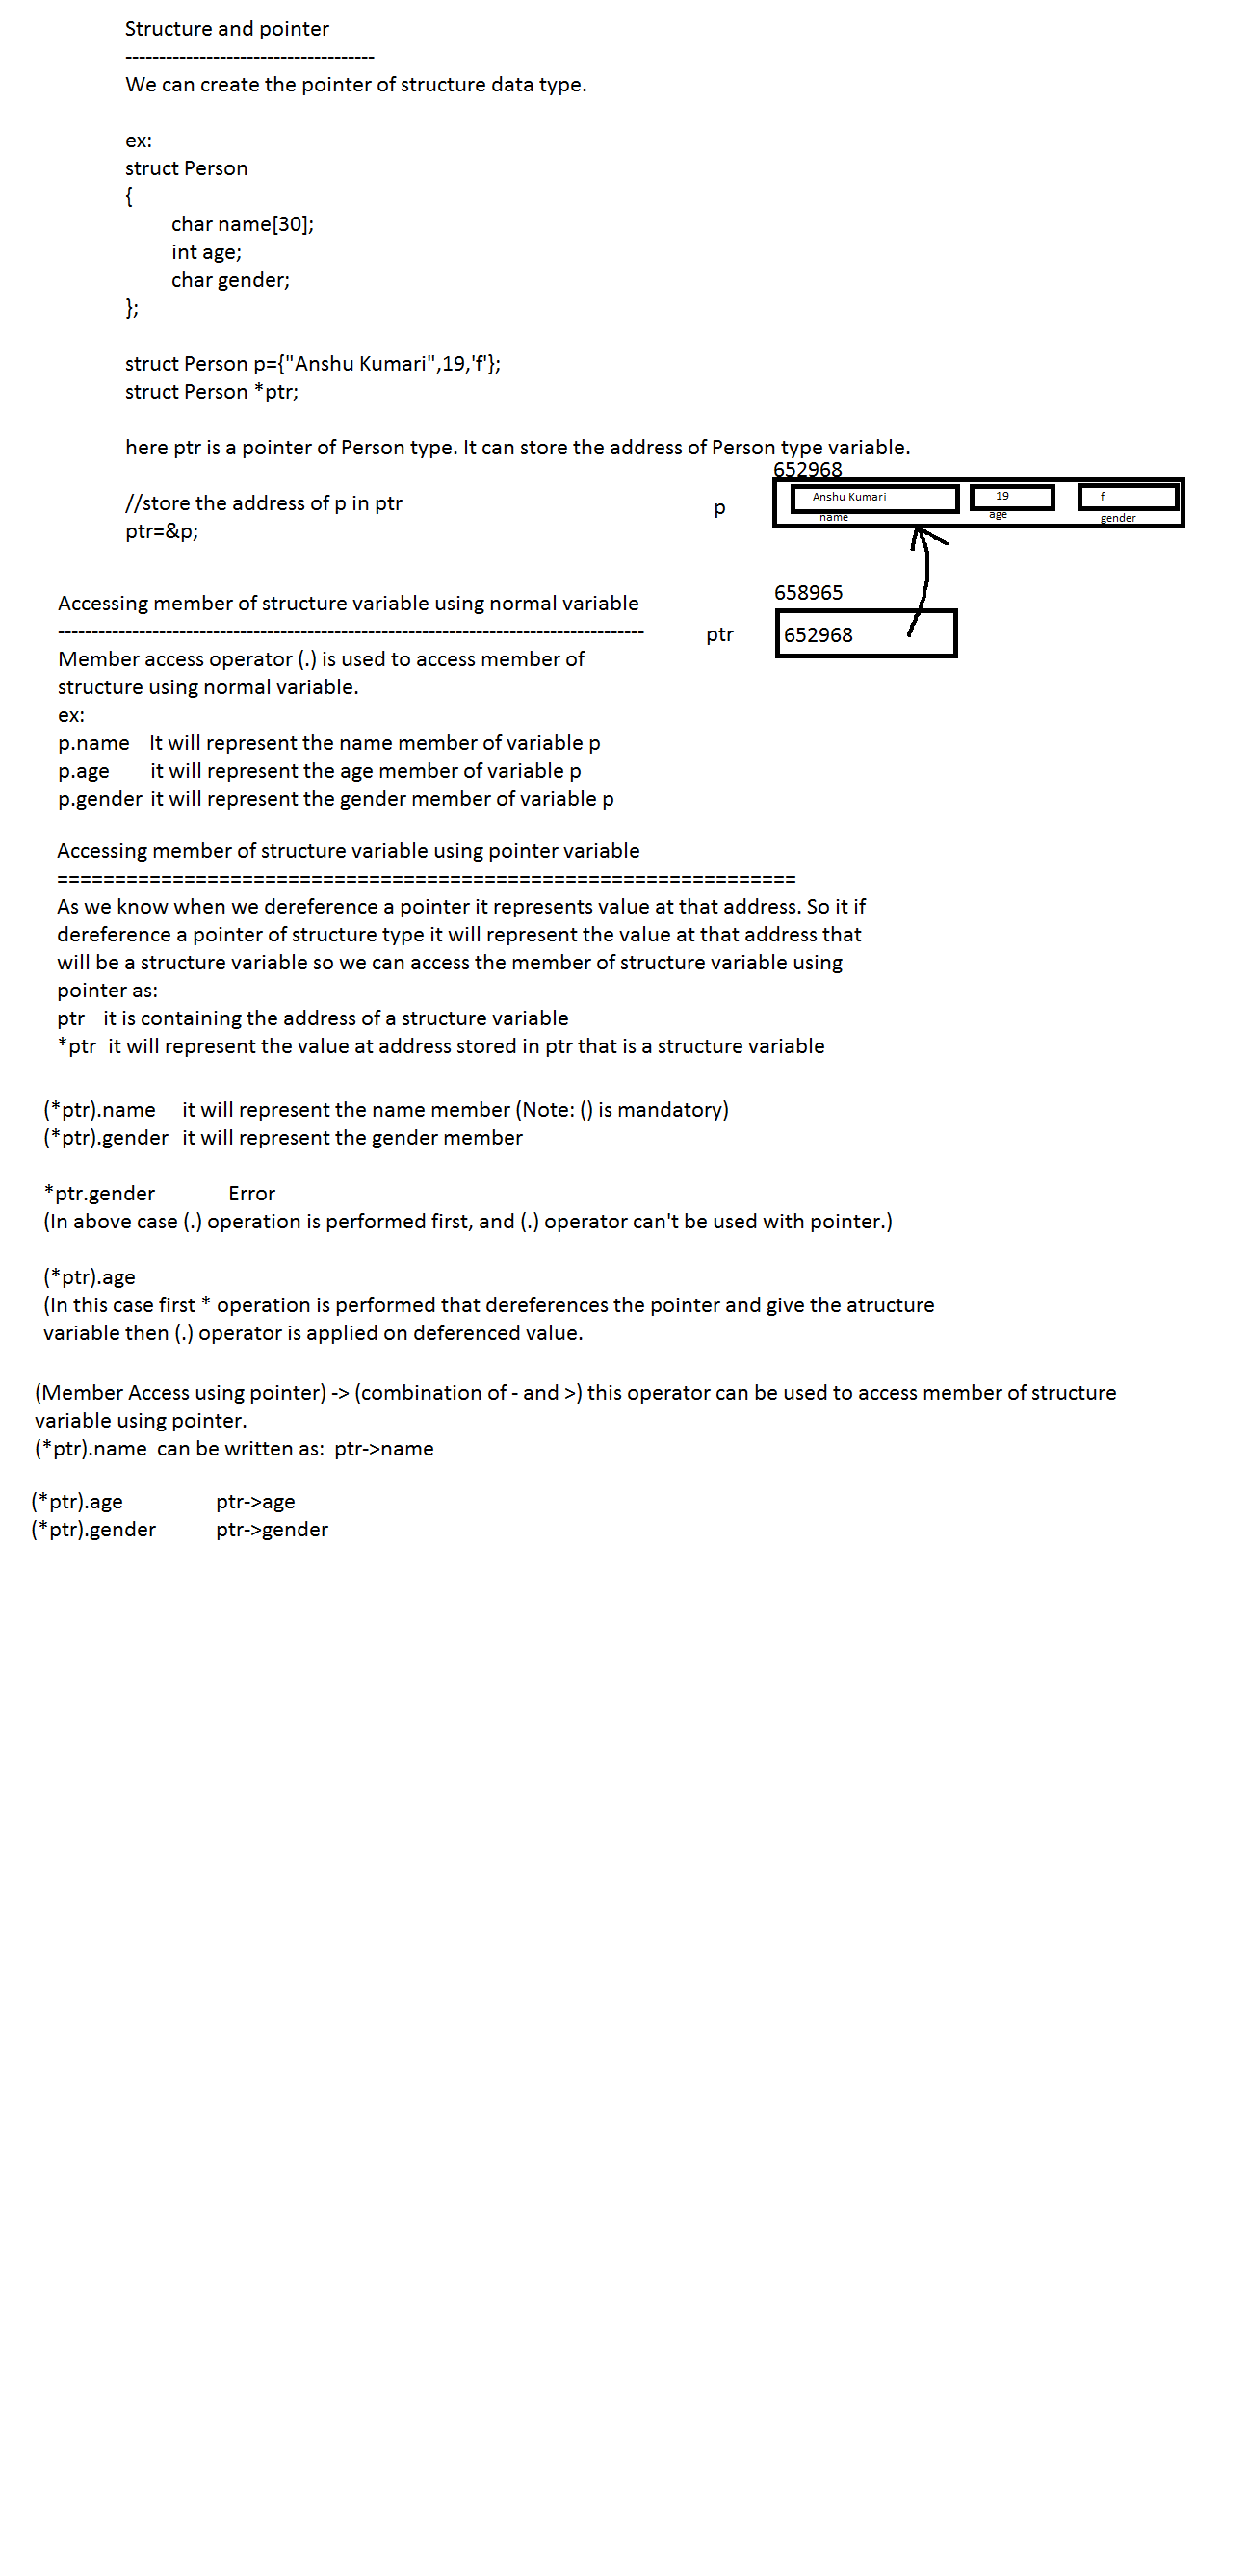 Structure and pointer
-------------------------------------
We can create the pointer of structure data type.
ex:
struct Person
{
char name[30];
int age;
char gender;
};
struct Person p={"Anshu Kumari",19,'f'};
struct Person *ptr;
here ptr is a pointer of Person type. It can store the address of Person type variable.
//store the address of p in ptr
ptr=&p;
652968
p
Anshu Kumari 19 f
name age gender
658965
ptr 652968
Accessing member of structure variable using normal variable
---------------------------------------------------------------------------------------
Member access operator (.) is used to access member of
structure using normal variable.
ex:
p.name It will represent the name member of variable p
p.age it will represent the age member of variable p
p.gender it will represent the gender member of variable p
Accessing member of structure variable using pointer variable
================================================================
As we know when we dereference a pointer it represents value at that address. So it if
dereference a pointer of structure type it will represent the value at that address that
will be a structure variable so we can access the member of structure variable using
pointer as:
ptr it is containing the address of a structure variable
*ptr it will represent the value at address stored in ptr that is a structure variable
(*ptr).name it will represent the name member (Note: () is mandatory)
(*ptr).gender it will represent the gender member
*ptr.gender Error
(In above case (.) operation is performed first, and (.) operator can't be used with pointer.)
(*ptr).age
(In this case first * operation is performed that dereferences the pointer and give the atructure
variable then (.) operator is applied on deferenced value.
(Member Access using pointer) -> (combination of - and >) this operator can be used to access member of structure
variable using pointer.
(*ptr).name can be written as: ptr->name
(*ptr).age ptr->age
(*ptr).gender ptr->gender